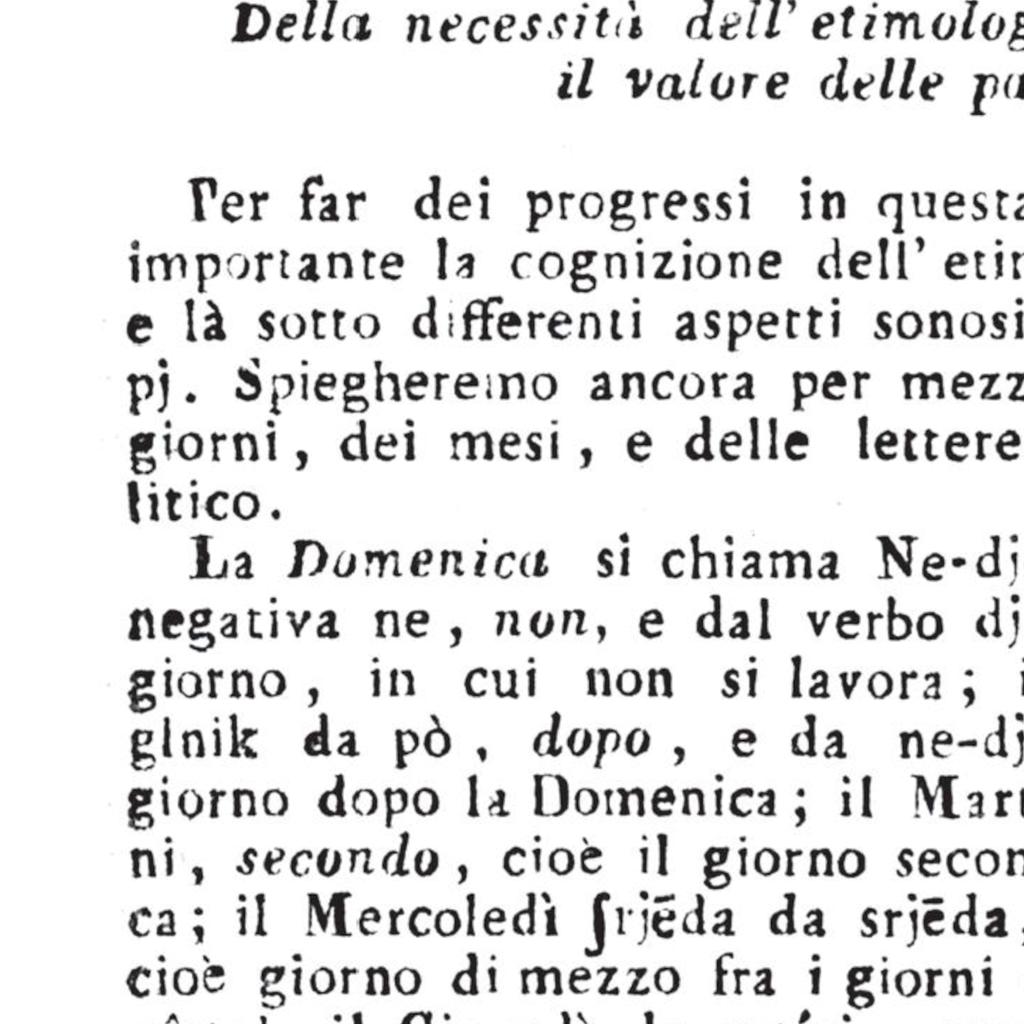 Della necessità dell' etimolog
il valore delle pa
Per far dei progressi in questa
importante la cognizione dell' etim
e là sotto differenti aspetti sonosi
pj. Spiegheremo ancora per mezz
giorni, dei mesi, e delle lettere
litico.
La Domenica si chiama Ne-dj
negativa ne, non, e dal verbo dj
giorno, in cui non si lavora; i
glnik da pò, dopo, e da ne-dj
giorno dopo la Domenica; il Mart
ni, secondo, cioè il giorno secon
ca; il Mercoledì ʃrjēda da srjēda,
cioè giorno di mezzo fra i giorni